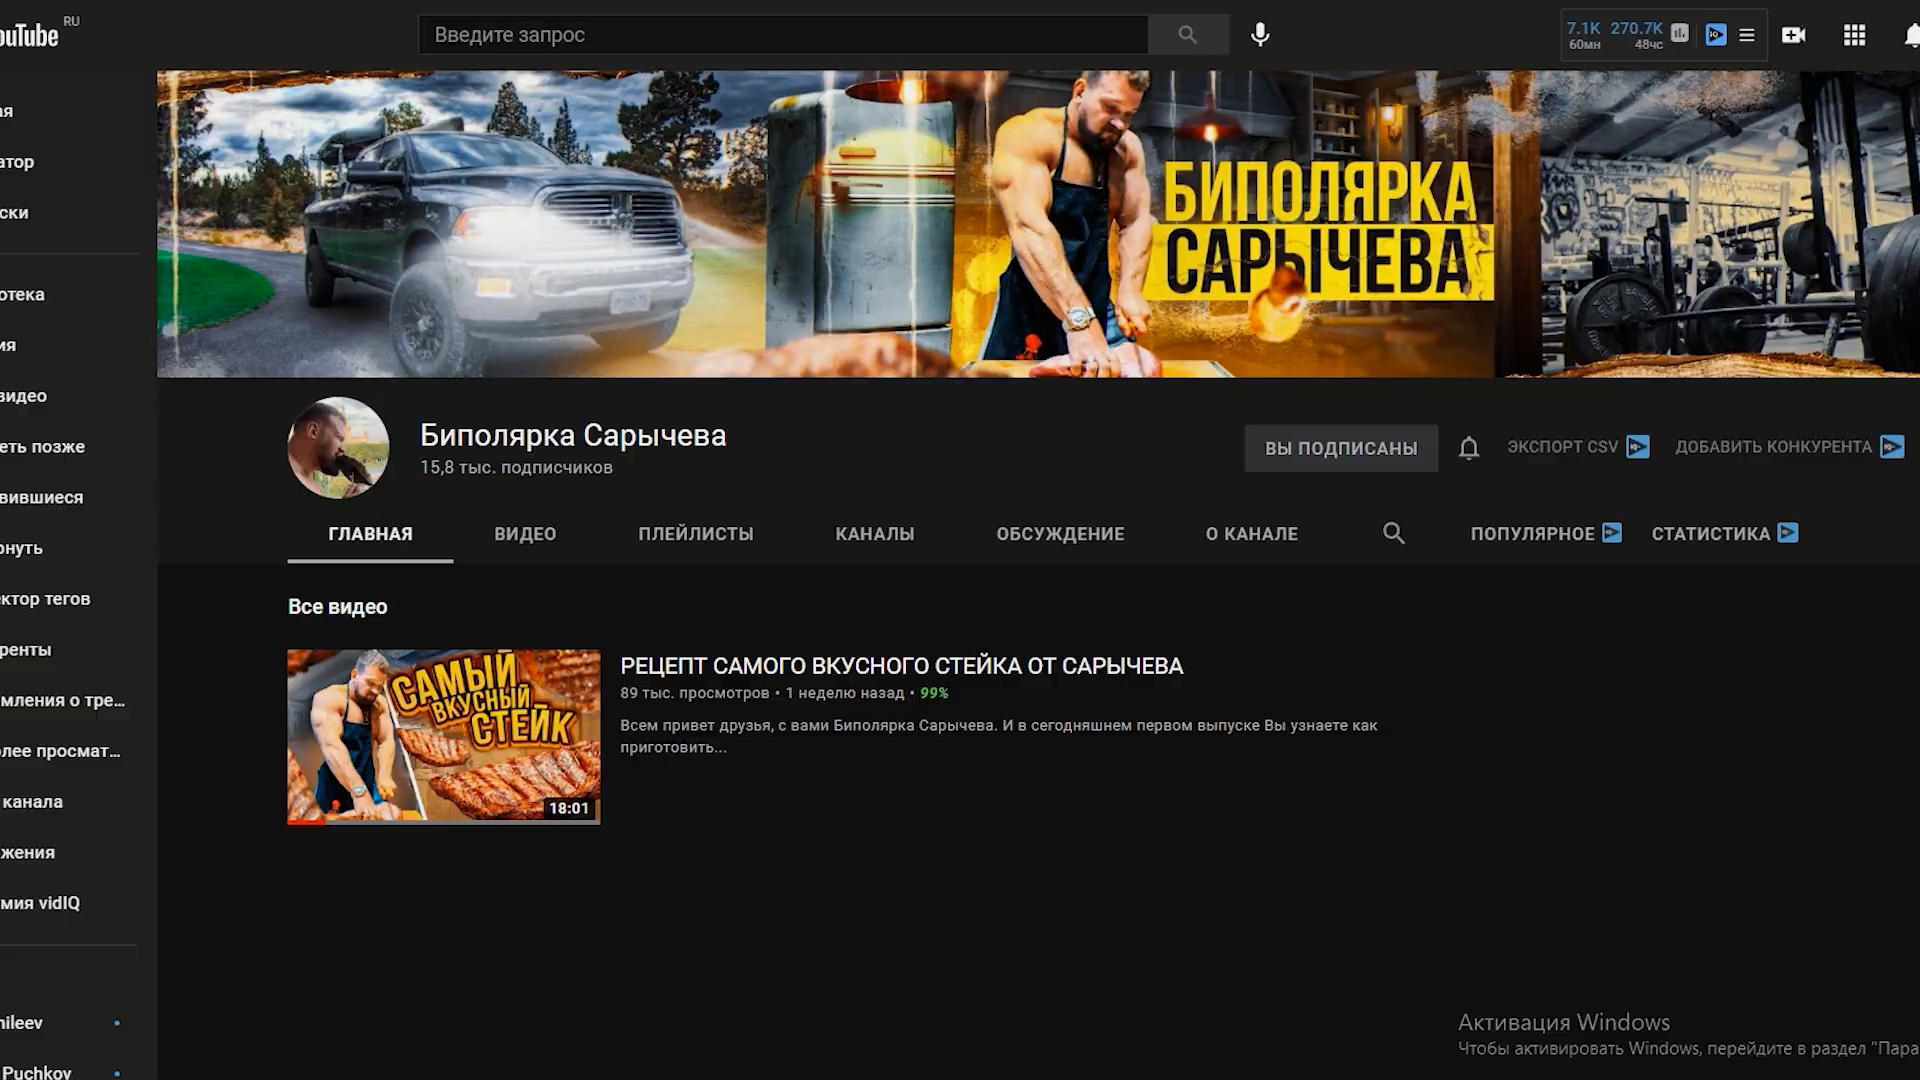 ouTube RU
Введите запрос
7.1K 270.7K
60мн 48чс
ая
атор
ски
отека
ия
видео
еть позже
вившиеся
рнуть
ектор тегов
ренты
мления о тре...
олее просмат...
канала
жения
мия vidIQ
nileev
Puchkov
БИПОЛЯРКА
САРЫЧЕВА
Биполярка Сарычева
15,8 тыс. подписчиков
ВЫ ПОДПИСАНЫ
ЭКСПОРТ CSV
ДОБАВИТЬ КОНКУРЕНТА
ГЛАВНАЯ ВИДЕО ПЛЕЙЛИСТЫ КАНАЛЫ ОБСУЖДЕНИЕ О КАНАЛЕ ПОПУЛЯРНОЕ СТАТИСТИКА
Все видео
САМЫЙ
ВКУСНЫЙ
СТЕЙК
18:01
РЕЦЕПТ САМОГО ВКУСНОГО СТЕЙКА ОТ САРЫЧЕВА
89 тыс. просмотров • 1 неделю назад • 99%
Всем привет друзья, с вами Биполярка Сарычева. И в сегодняшнем первом выпуске Вы узнаете как
приготовить...
Активация Windows
Чтобы активировать Windows, перейдите в раздел "Пара